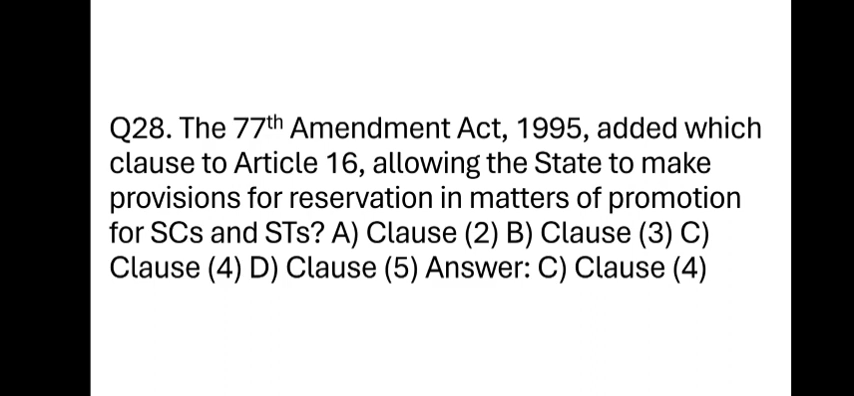 Q28. The 77th Amendment Act, 1995, added which
clause to Article 16, allowing the State to make
provisions for reservation in matters of promotion
for SCs and STs? A) Clause (2) B) Clause (3) C)
Clause (4) D) Clause (5) Answer: C) Clause (4)